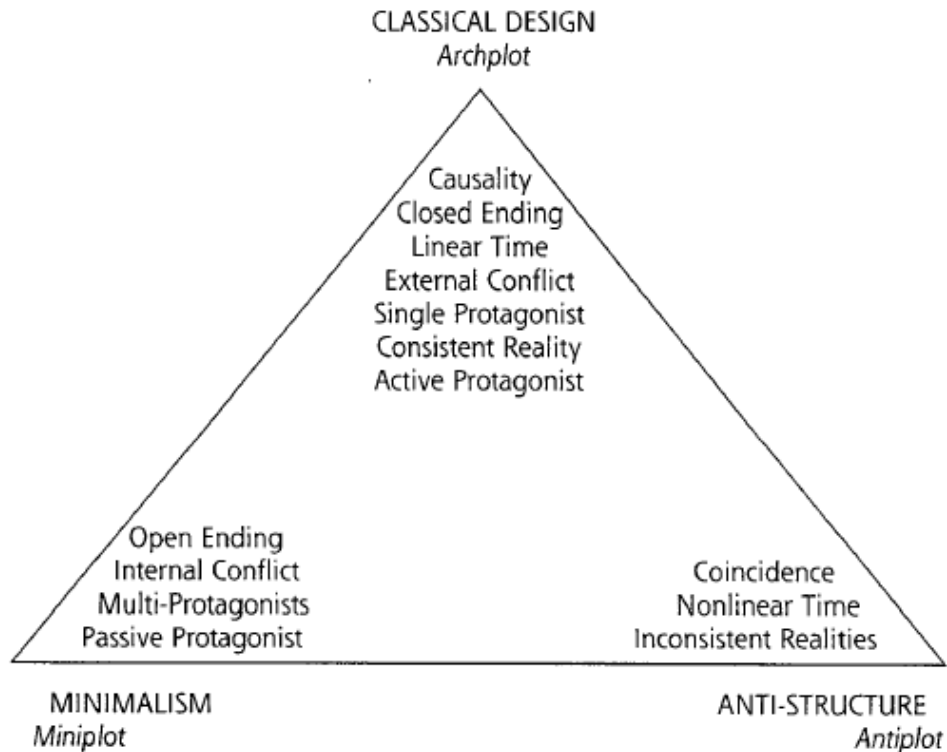 CLASSICAL DESIGN
Archplot
Causality
Closed Ending
Linear Time
External Conflict
Single Protagonist
Consistent Reality
Active Protagonist
Open Ending
Internal Conflict
Multi-Protagonists
Passive Protagonist
Coincidence
Nonlinear Time
Inconsistent Realities
MINIMALISM
Miniplot
ANTI-STRUCTURE
Antiplot